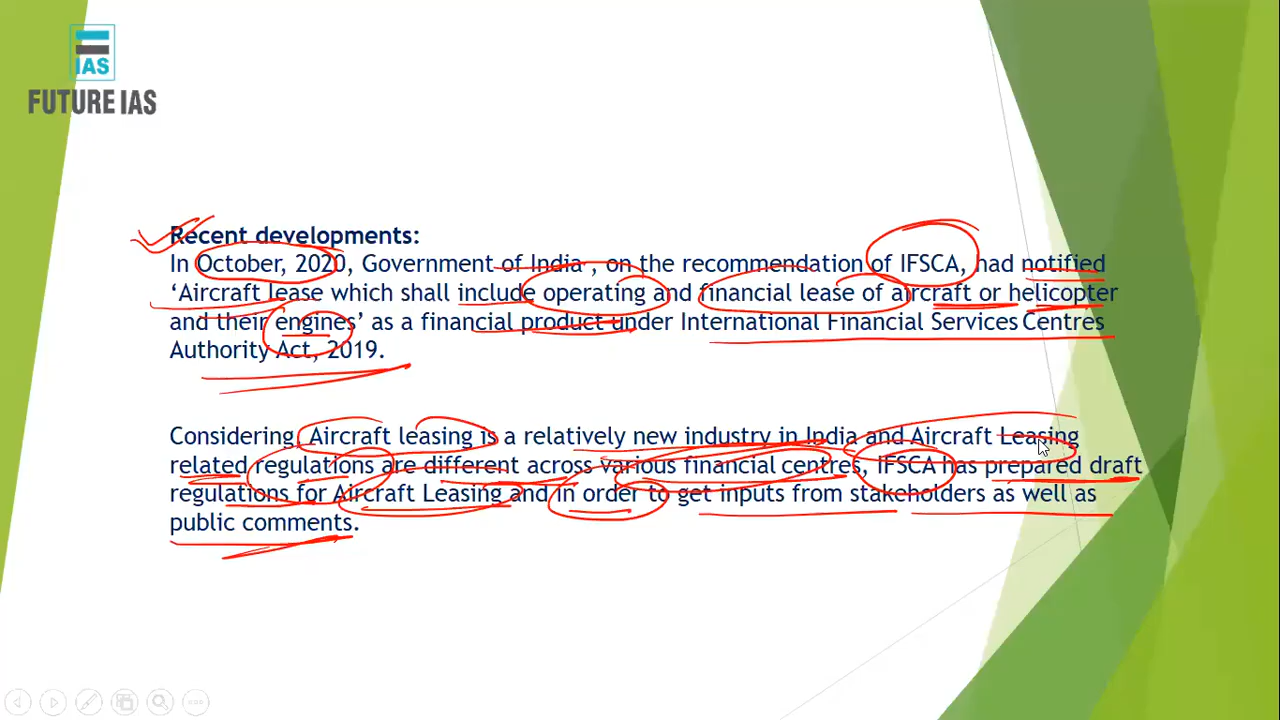 IAS
FUTURE IAS
Recent developments:
In October, 2020, Government of India , on the recommendation of IFSCA, had notified
‘Aircraft lease which shall include operating and financial lease of aircraft or helicopter
and their engines’ as a financial product under International Financial Services Centres
Authority Act, 2019.
Considering, Aircraft leasing is a relatively new industry in India and Aircraft Leasing
related regulations are different across various financial centres, IFSCA has prepared draft
regulations for Aircraft Leasing and in order to get inputs from stakeholders as well as
public comments.